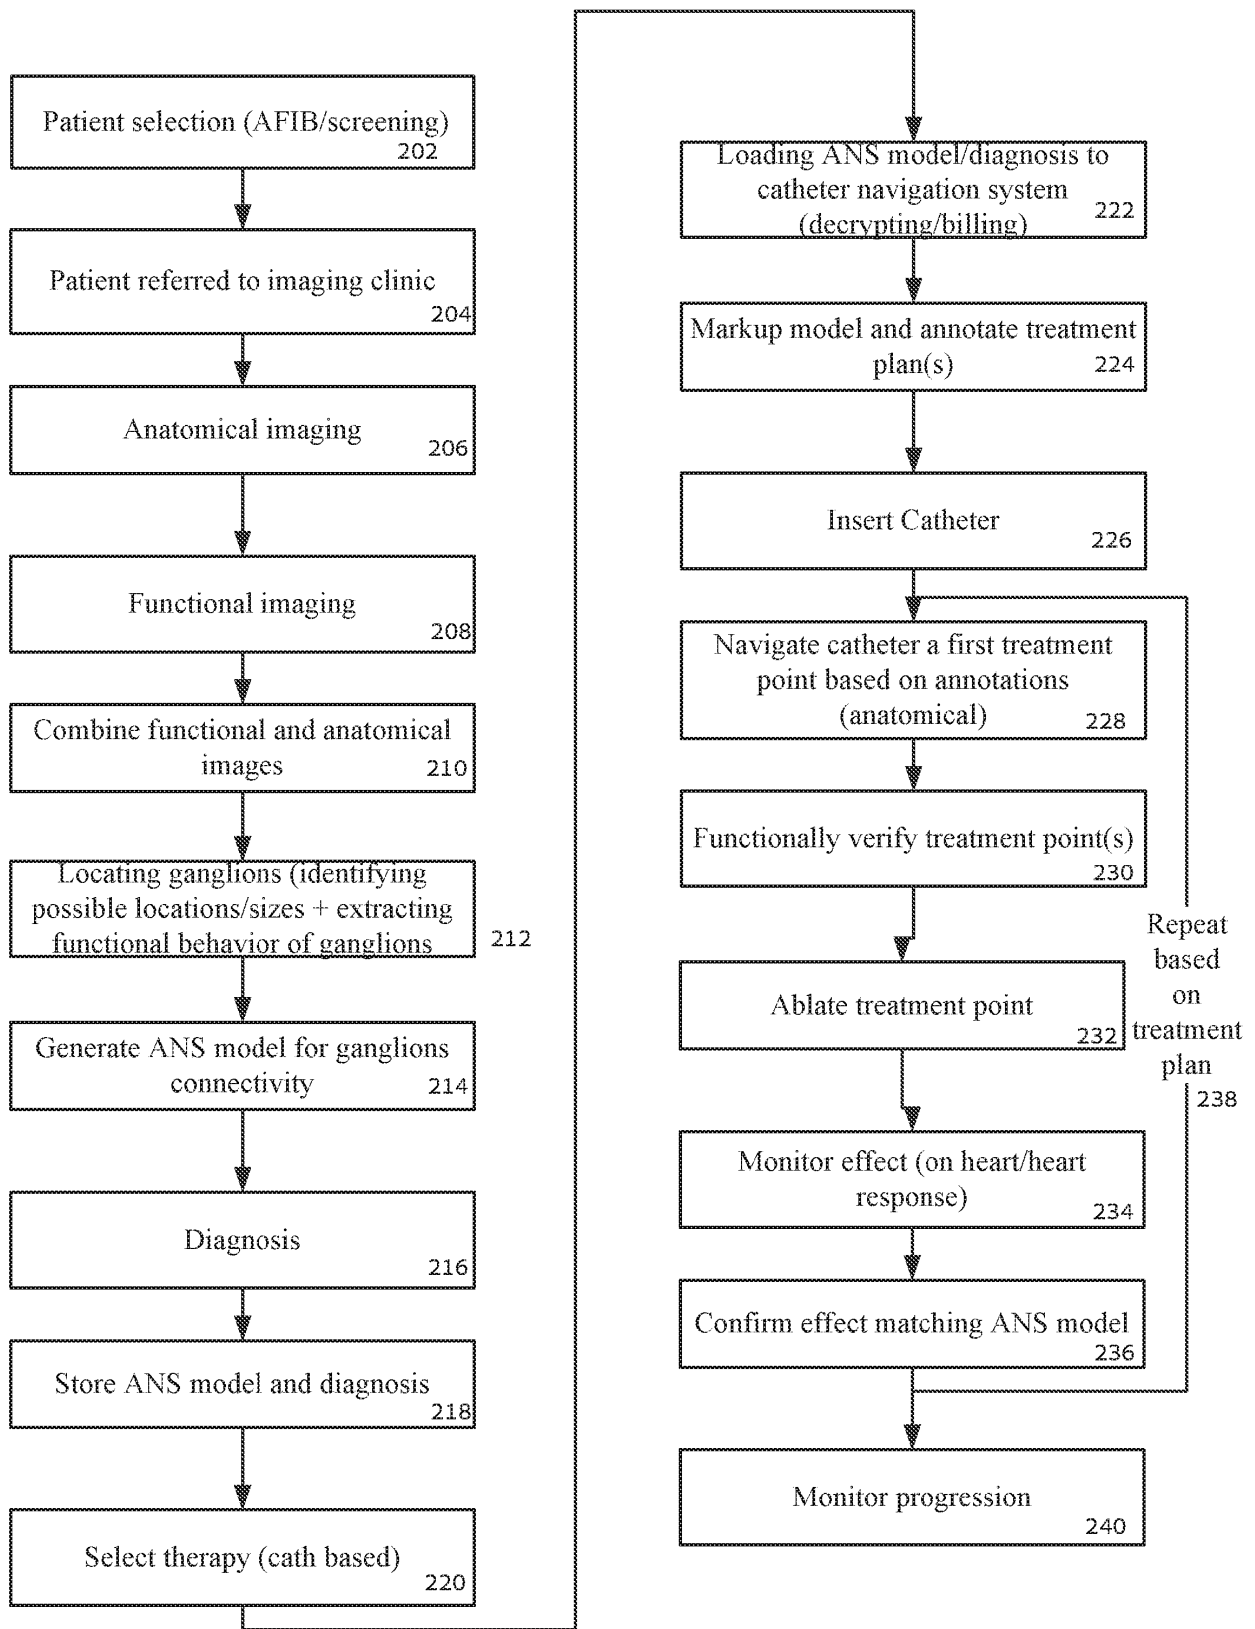 Patient selection (AFIB/screening)
202
Patient referred to imaging clinic
204
Anatomical imaging
206
Functional imaging
208
Combine functional and anatomical
images
210
Locating ganglions (identifying
possible locations/sizes + extracting
functional behavior of ganglions
212
Generate ANS model for ganglions
connectivity
214
Diagnosis
216
Store ANS model and diagnosis
218
Select therapy (cath based)
220
Loading ANS model/diagnosis to
catheter navigation system
(decrypting/billing)
222
Markup model and annotate treatment
plan(s)
224
Insert Catheter
226
Navigate catheter a first treatment
point based on annotations
(anatomical)
228
Functionally verify treatment point(s)
230
Ablate treatment point
232
Monitor effect (on heart/heart
response)
234
Confirm effect matching ANS model
236
Repeat
based
on
treatment
plan
238
Monitor progression
240